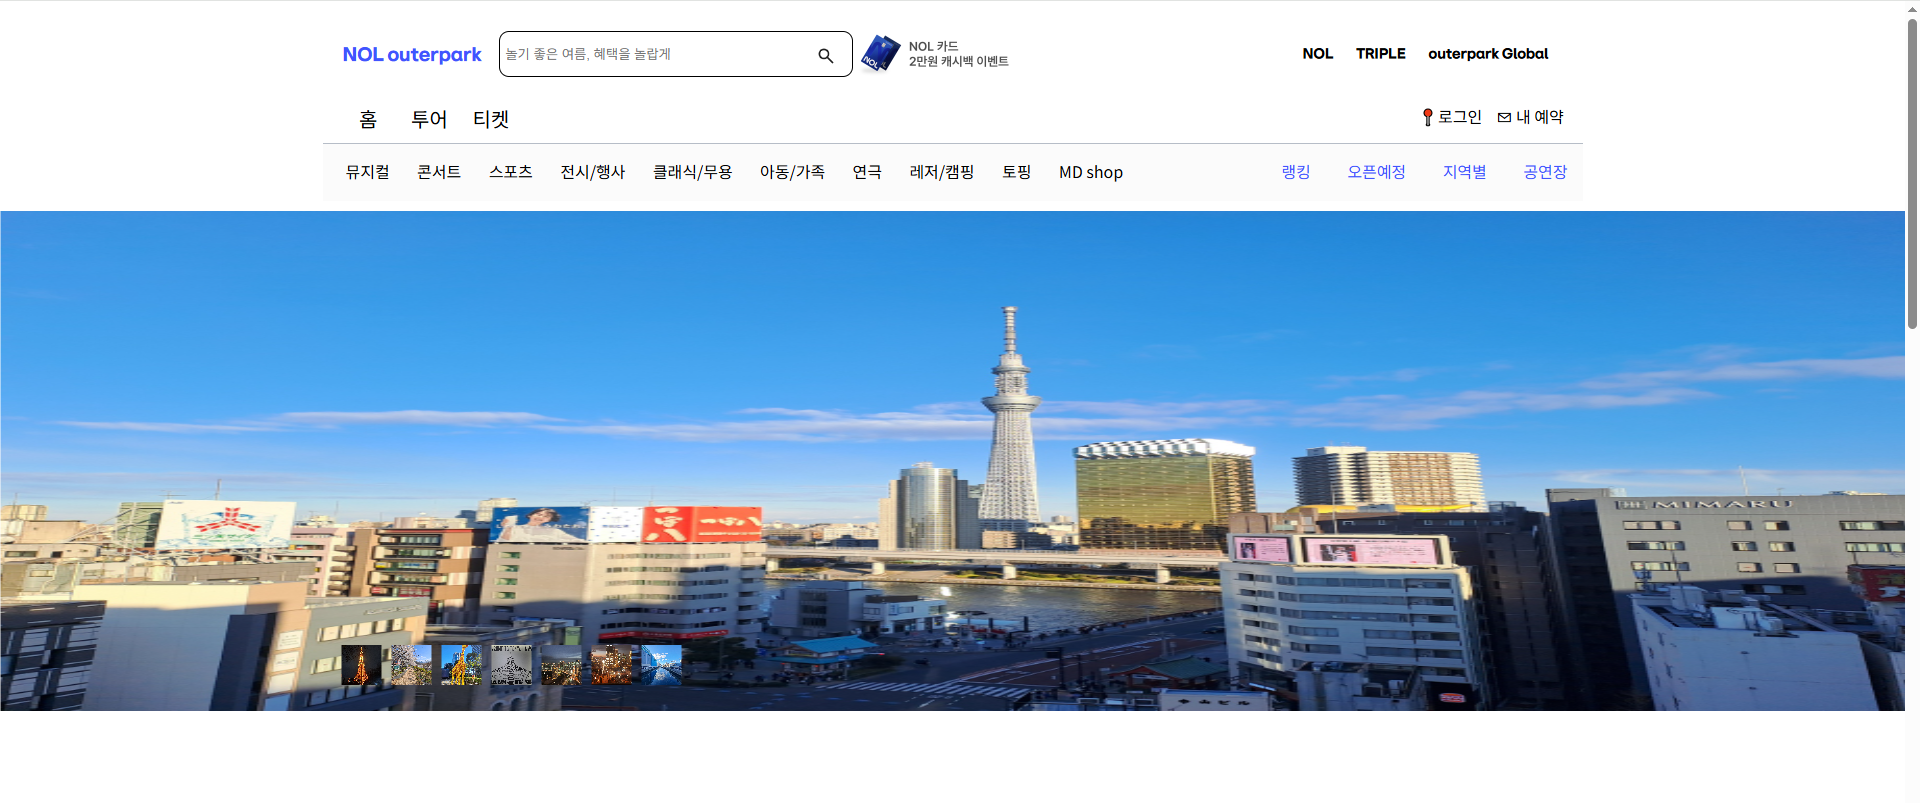 NOL outerpark
놀기 좋은 여름, 혜택을 놀랍게
NOL
NOL 카드
2만원 캐시백 이벤트
NOL TRIPLE outerpark Global
홈 투어 티켓
로그인 내 예약
뮤지컬 콘서트 스포츠 전시/행사 클래식/무용 아동/가족 연극 레저/캠핑 토핑 MD shop
랭킹 오픈예정 지역별 공연장
MIMARU